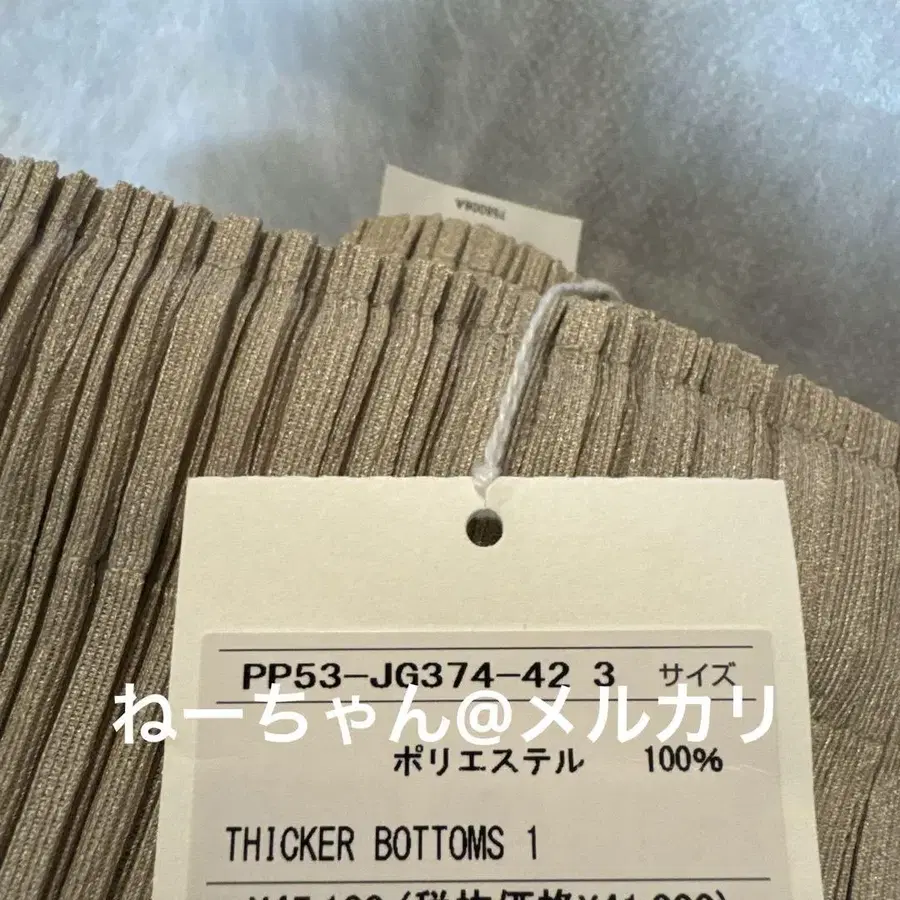 PP53-JG374-42 3 サイズ
ねーちゃん@メルカリ
ポリエステル 100%
THICKER BOTTOMS 1